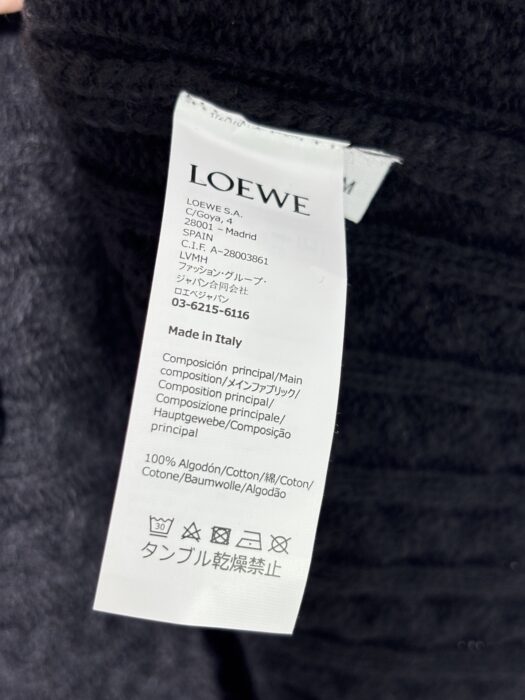 LOEWE
M
LOEWE S.A.
C/Goya, 4
28001 - Madrid
SPAIN
C.I.F. A-28003861
LVMH
ファッション・グループ・
ジャパン合同会社
ロエベジャパン
03-6215-6116
Made in Italy
Composición principal/Main
composition/メインファブリック/
Composition principal/
Composizione principale/
Hauptgewebe/Composição
principal
100% Algodón/Cotton/綿/Coton/
Cotone/Baumwolle/Algodão
30
タンブル乾燥禁止